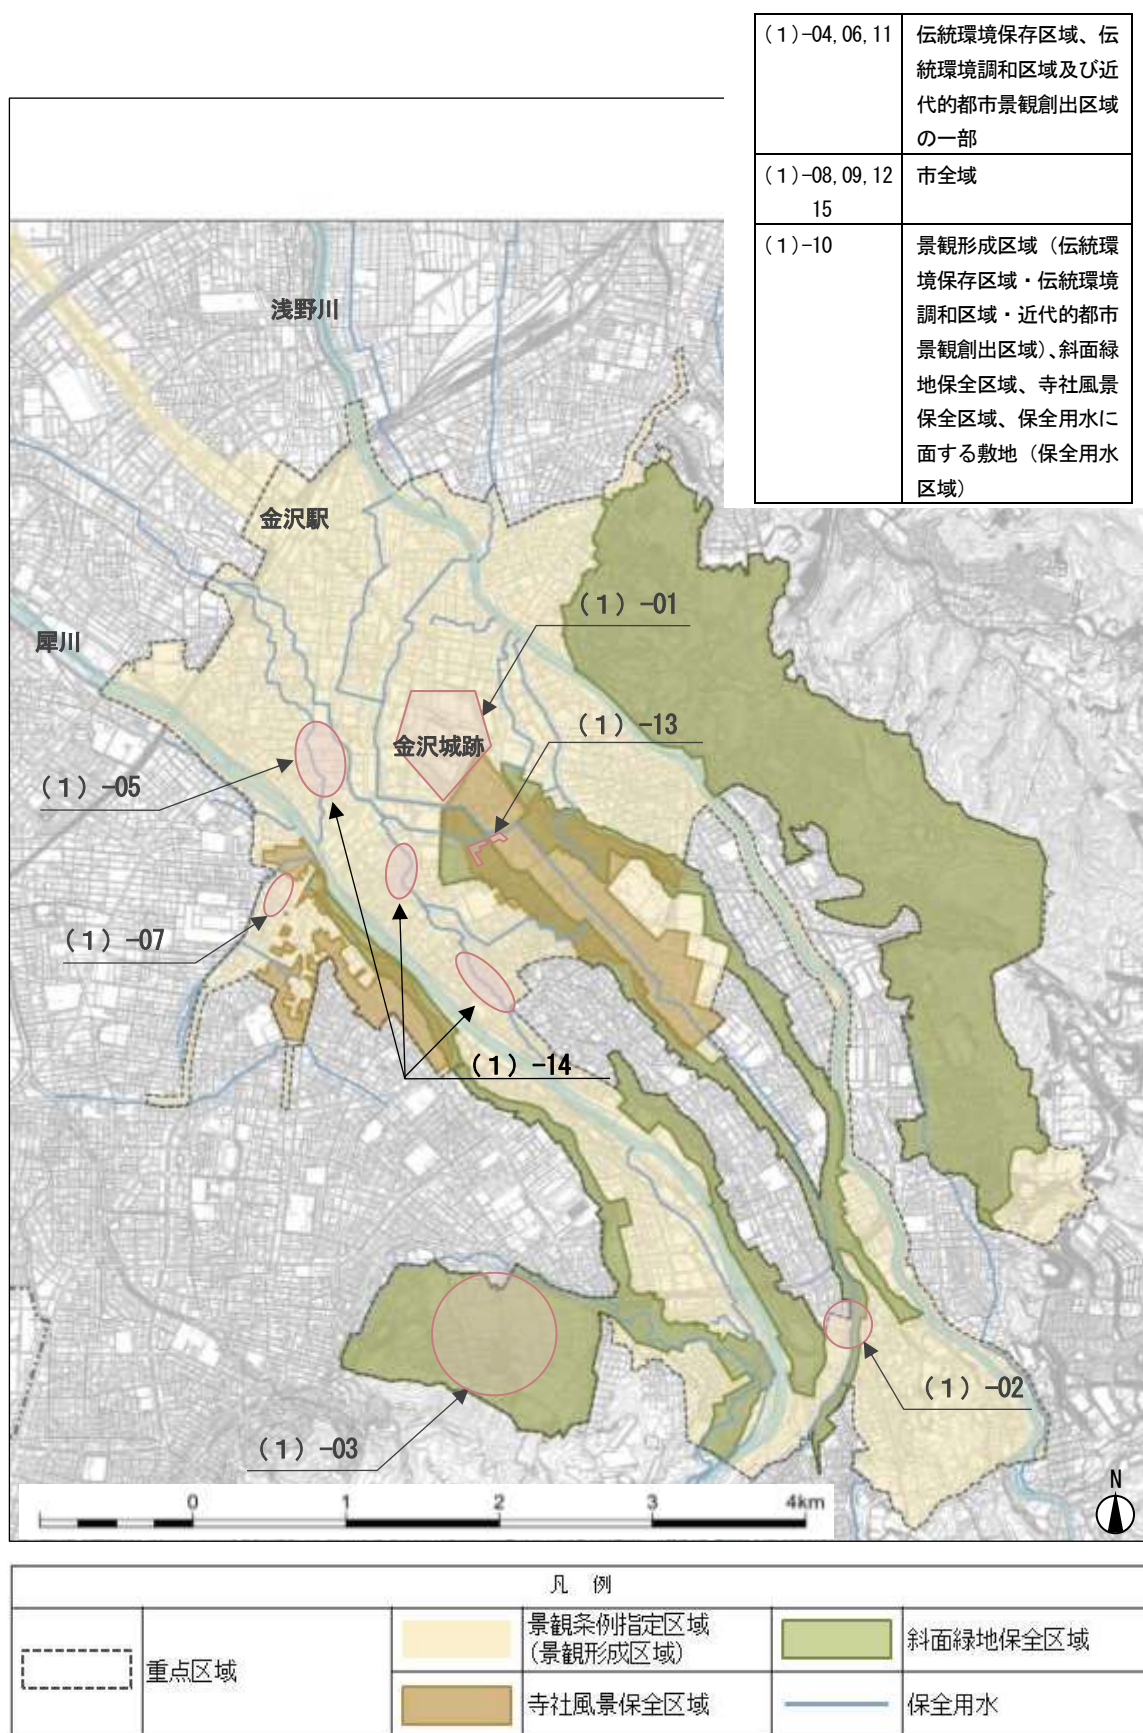 (1)-04,06,11
伝統環境保存区域、伝
統環境調和区域及び近
代的都市景観創出区域
の一部
(1)-08,09,12
15
市全域
(1)-10
景観形成区域（伝統環
境保存区域・伝統環境
調和区域・近代的都市
景観創出区域）、斜面緑
地保全区域、寺社風景
保全区域、保全用水に
面する敷地（保全用水
区域）
浅野川
金沢駅
(1)-01
犀川
(1)-13
金沢城跡
(1)-05
(1)-07
(1)-14
(1)-02
(1)-03
N
0 1 2 3 4km
凡 例
重点区域
景観条例指定区域
(景観形成区域)
斜面緑地保全区域
寺社風景保全区域
保全用水